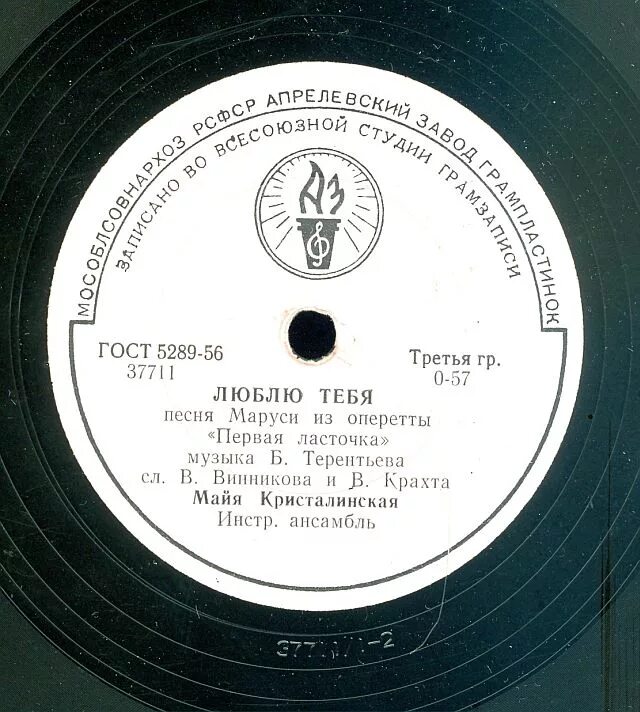 МОСОБЛСОВНАРХОЗ РСФСР АПРЕЛЕВСКИЙ ЗАВОД ГРАМПЛАСТИНОК
ЗАПИСАНО ВО ВСЕСОЮЗНОЙ СТУДИИ ГРАМЗАПИСИ
АЗ
ГОСТ 5289-56
37711
Третья гр.
0-57
ЛЮБЛЮ ТЕБЯ
песня Маруси из оперетты
«Первая ласточка»
музыка Б. Терентьева
сл. В. Винникова и В. Крахта
Майя Кристалинская
Инстр. ансамбль